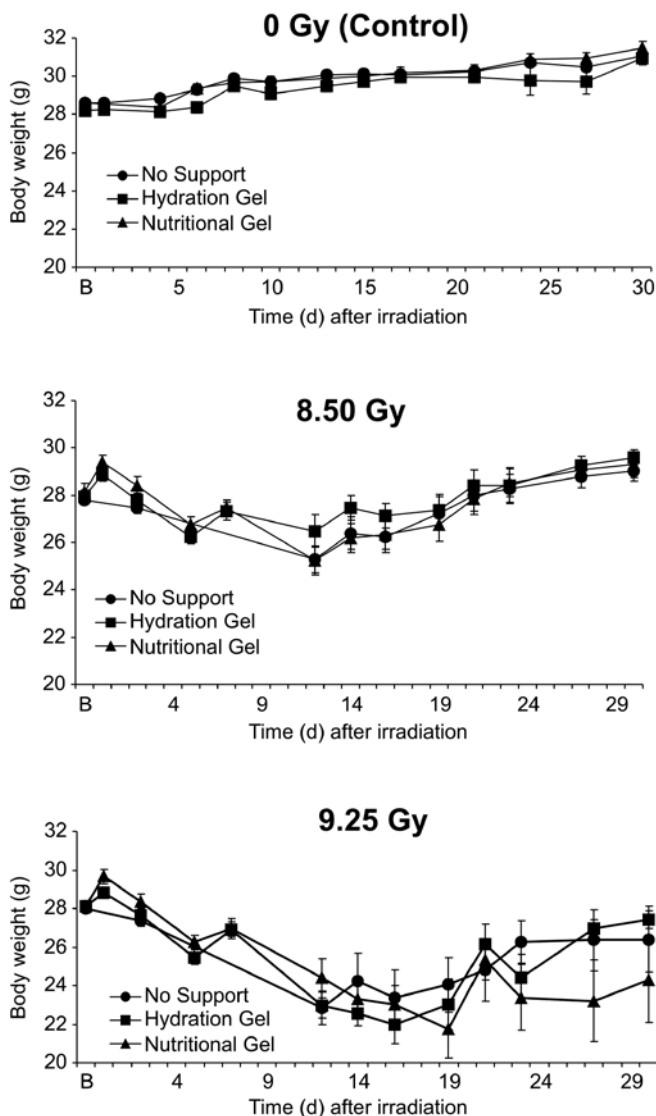 0 Gy (Control)
Body weight (g)
32
30
28
26
24
22
20
No Support
Hydration Gel
Nutritional Gel
B 5 10 15 20 25 30
Time (d) after irradiation
8.50 Gy
Body weight (g)
32
30
28
26
24
22
20
No Support
Hydration Gel
Nutritional Gel
B 4 9 14 19 24 29
Time (d) after irradiation
9.25 Gy
Body weight (g)
32
30
28
26
24
22
20
No Support
Hydration Gel
Nutritional Gel
B 4 9 14 19 24 29
Time (d) after irradiation